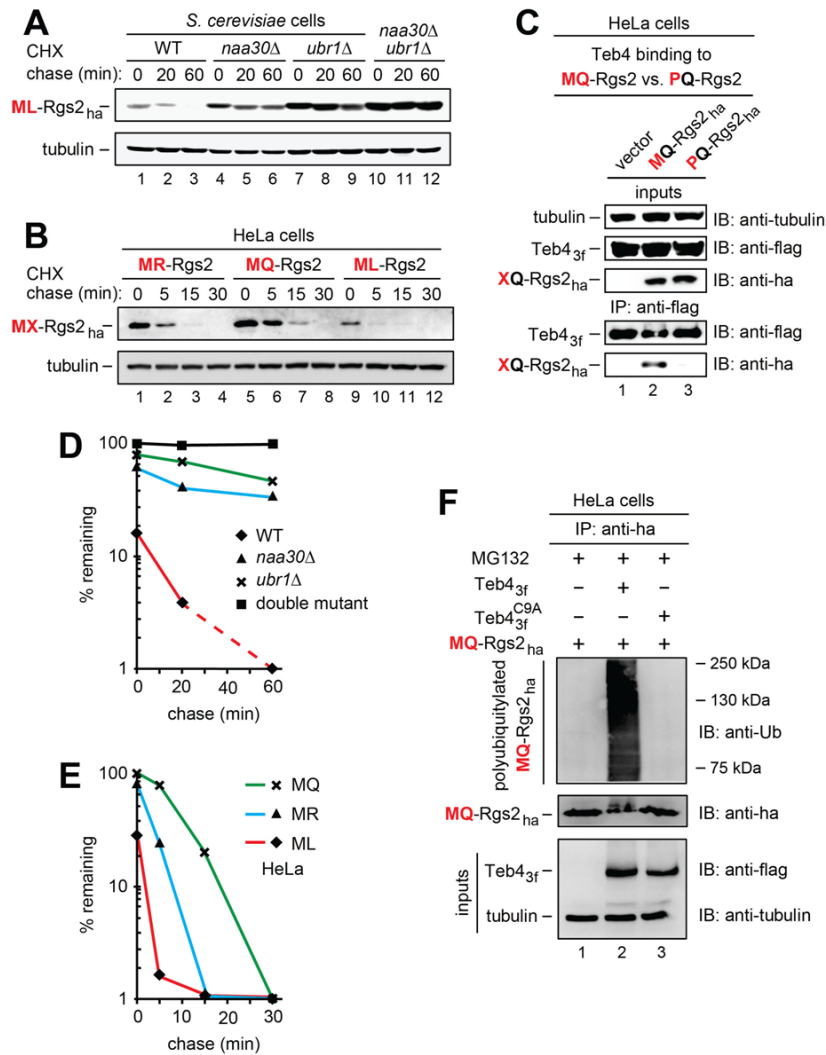 A
S. cerevisiae cells
CHX WT naa30Δ ubr1Δ naa30Δ ubr1Δ
chase (min): 0 20 60 0 20 60 0 20 60 0 20 60
ML-Rgs2ha
tubulin
1 2 3 4 5 6 7 8 9 10 11 12
B
HeLa cells
CHX MR-Rgs2 MQ-Rgs2 ML-Rgs2
chase (min): 0 5 15 30 0 5 15 30 0 5 15 30
MX-Rgs2ha
tubulin
1 2 3 4 5 6 7 8 9 10 11 12
C
HeLa cells
Teb4 binding to
MQ-Rgs2 vs. PQ-Rgs2
vector MQ-Rgs2ha PQ-Rgs2ha
inputs
tubulin IB: anti-tubulin
Teb43f IB: anti-flag
XQ-Rgs2ha IB: anti-ha
IP: anti-flag
Teb43f IB: anti-flag
XQ-Rgs2ha IB: anti-ha
1 2 3
D
% remaining
100
10
1
0 20 40 60
chase (min)
WT
naa30Δ
ubr1Δ
double mutant
E
% remaining
100
10
1
0 10 20 30
chase (min)
MQ
MR
ML
HeLa
F
HeLa cells
IP: anti-ha
MG132 + + +
Teb43f – + –
Teb43fC9A – – +
MQ-Rgs2ha + + +
polyubiquitylated
MQ-Rgs2ha
250 kDa
130 kDa
IB: anti-Ub
75 kDa
MQ-Rgs2ha IB: anti-ha
inputs
Teb43f IB: anti-flag
tubulin IB: anti-tubulin
1 2 3